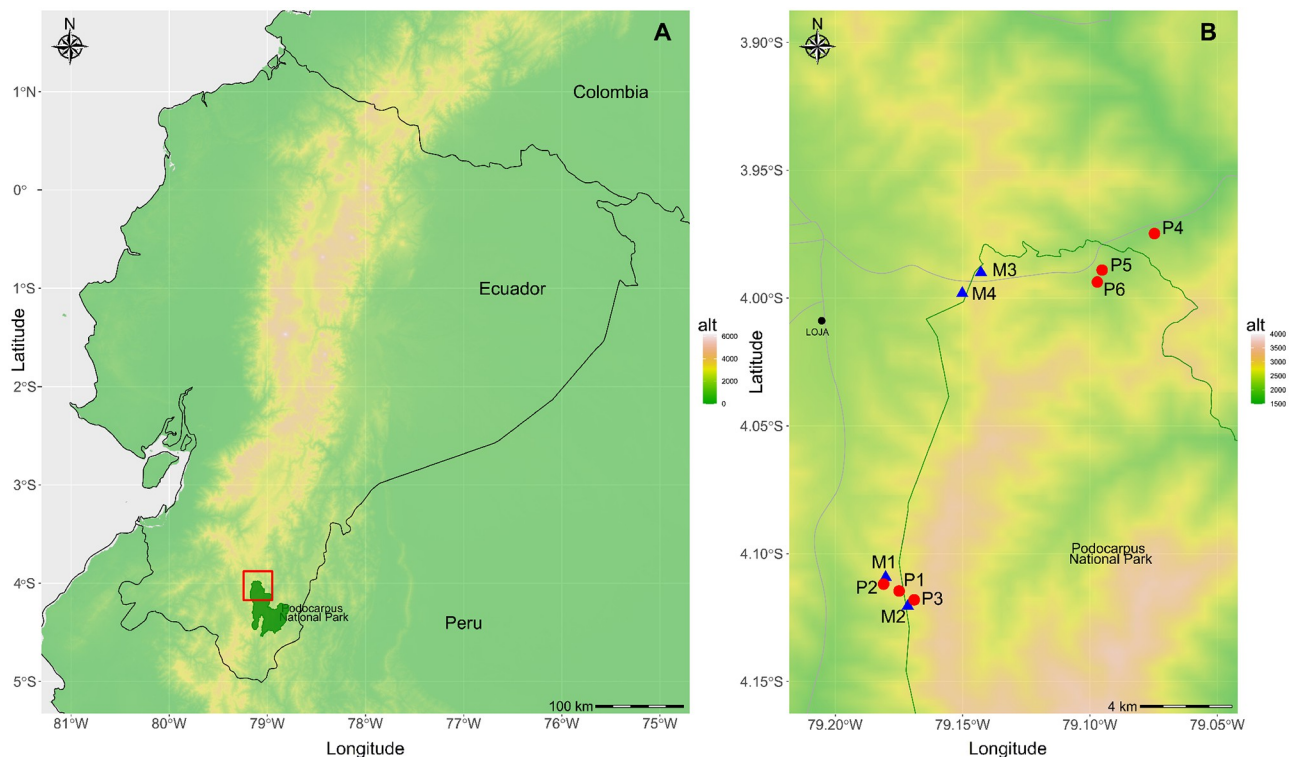 N
A
Colombia
Ecuador
Peru
Podocarpus
National Park
1°N
0°
1°S
2°S
3°S
4°S
5°S
Latitude
81°W
80°W
79°W
78°W
77°W
76°W
75°W
Longitude
100 km
alt
6000
4000
2000
0
N
B
3.90°S
3.95°S
4.00°S
4.05°S
4.10°S
4.15°S
Latitude
P4
P5
P6
M3
M4
LOJA
Podocarpus
National Park
M1
P2
P1
P3
M2
79.20°W
79.15°W
79.10°W
79.05°W
Longitude
4 km
alt
4000
3500
3000
2500
2000
1500